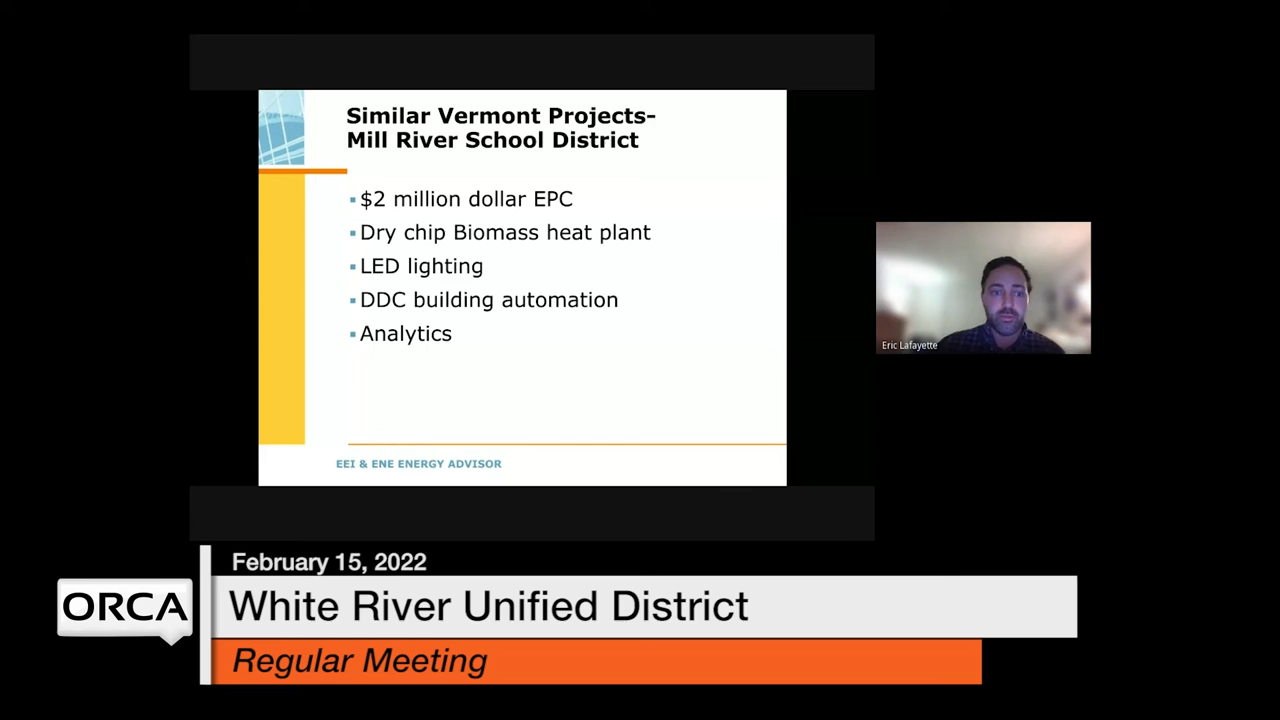 Similar Vermont Projects-
Mill River School District
▪$2 million dollar EPC
▪Dry chip Biomass heat plant
▪LED lighting
▪DDC building automation
▪Analytics
EEI & ENE ENERGY ADVISOR
Eric Lafayette
February 15, 2022
ORCA
White River Unified District
Regular Meeting